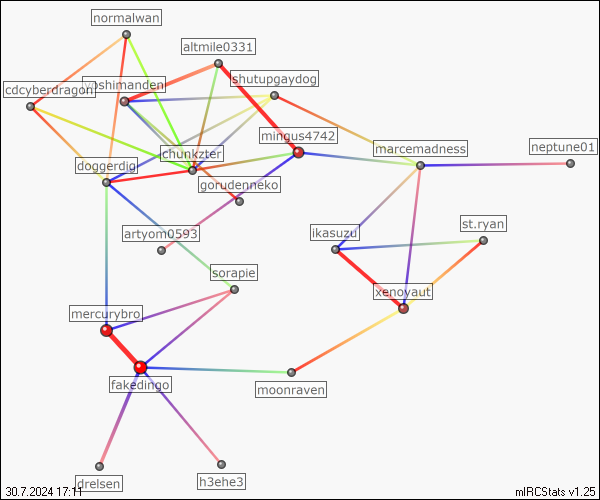 normalwan
altmile0331
yoshimanden
shutupgaydog
cdcyberdragon
mingus4742
chunkzter
marcemadness
neptune01
doggerdig
gorudenneko
artyom0593
ikasuzu
st.ryan
sorapie
xenoyaut
mercurybro
fakedingo
moonraven
drelsen
h3ehe3
30.7.2024 17:11
mIRCStats v1.25